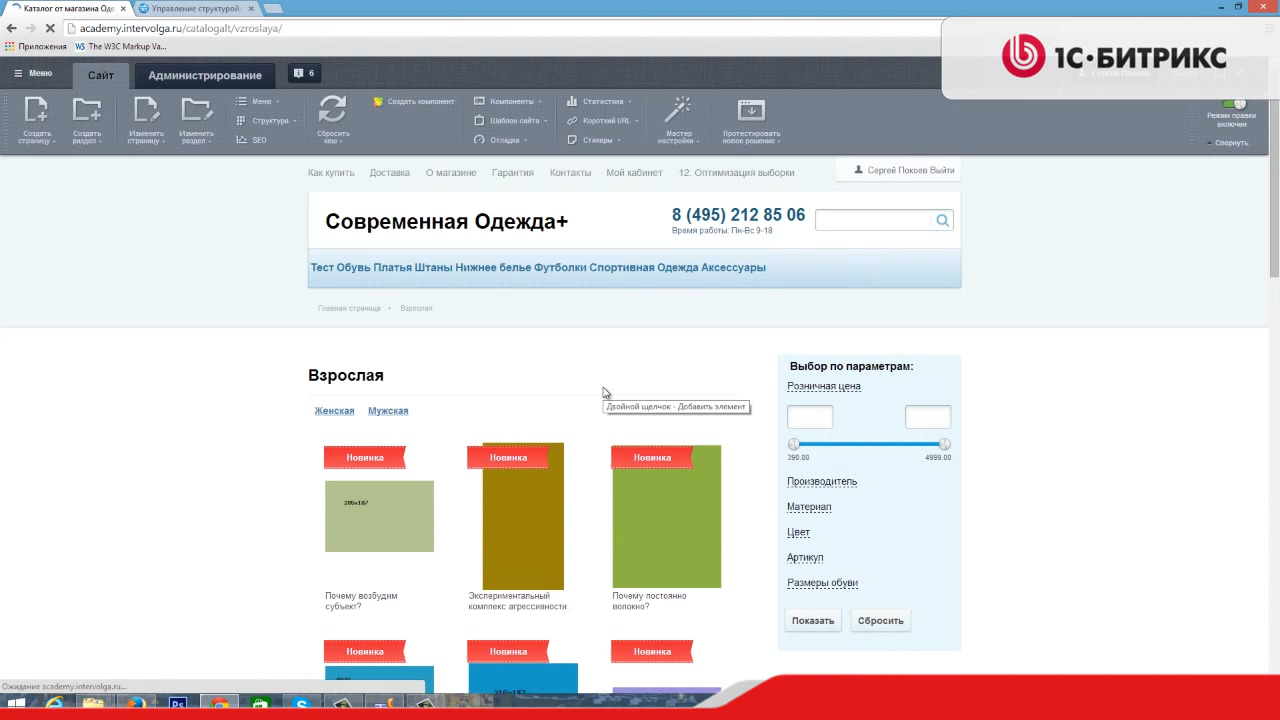 Каталог от магазина Оде
Управление структурой
academy.intervolga.ru/catalogalt/vzroslaya/
Приложения
The W3C Markup Va...
1С·БИТРИКС
Меню
Сайт
Администрирование
6
Создать страницу
Создать раздел
Изменить страницу
Изменить раздел
Меню
Структура
SEO
Сбросить кеш
Создать компонент
Компоненты
Шаблон сайта
Отладка
Статистика
Короткий URL
Стикеры
Мастер настройки
Протестировать новое решение
Режим правки включен
Свернуть
Как купить
Доставка
О магазине
Гарантия
Контакты
Мой кабинет
12. Оптимизация выборки
Сергей Покоев Выйти
Современная Одежда+
8 (495) 212 85 06
Время работы: Пн-Вс 9-18
Тест Обувь Платья Штаны Нижнее белье Футболки Спортивная Одежда Аксессуары
Главная страница
Взрослая
Взрослая
Двойной щелчок - Добавить элемент
Женская
Мужская
Новинка
Новинка
Новинка
286x187
Почему возбудим
субъект?
Экспериментальный
комплекс агрессивности:
Почему постоянно
волокно?
Новинка
Новинка
Новинка
216x187
Выбор по параметрам:
Розничная цена
390.00
4999.00
Производитель
Материал
Цвет
Артикул
Размеры обуви
Показать
Сбросить
Ожидание academy.intervolga.ru...